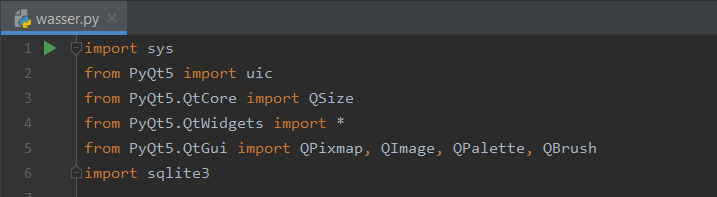 wasser.py
1 import sys
2 from PyQt5 import uic
3 from PyQt5.QtCore import QSize
4 from PyQt5.QtWidgets import *
5 from PyQt5.QtGui import QPixmap, QImage, QPalette, QBrush
6 import sqlite3